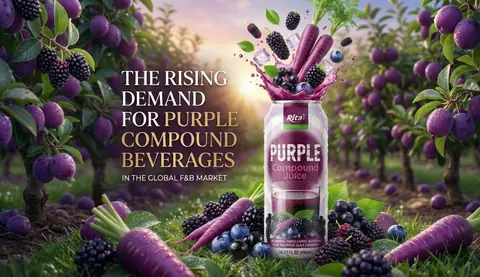 THE RISING
DEMAND
FOR PURPLE
COMPOUND
BEVERAGES
IN THE GLOBAL F&B MARKET
Rita
PURPLE
Compound
Juice